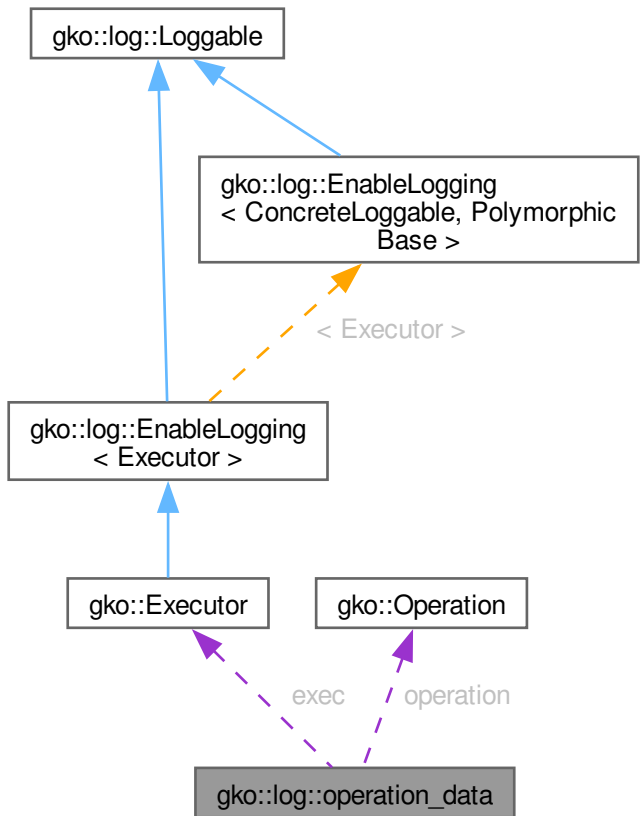 gko::log::Loggable
gko::log::EnableLogging
< ConcreteLoggable, Polymorphic
Base >
< Executor >
gko::log::EnableLogging
< Executor >
gko::Executor
gko::Operation
exec
operation
gko::log::operation_data